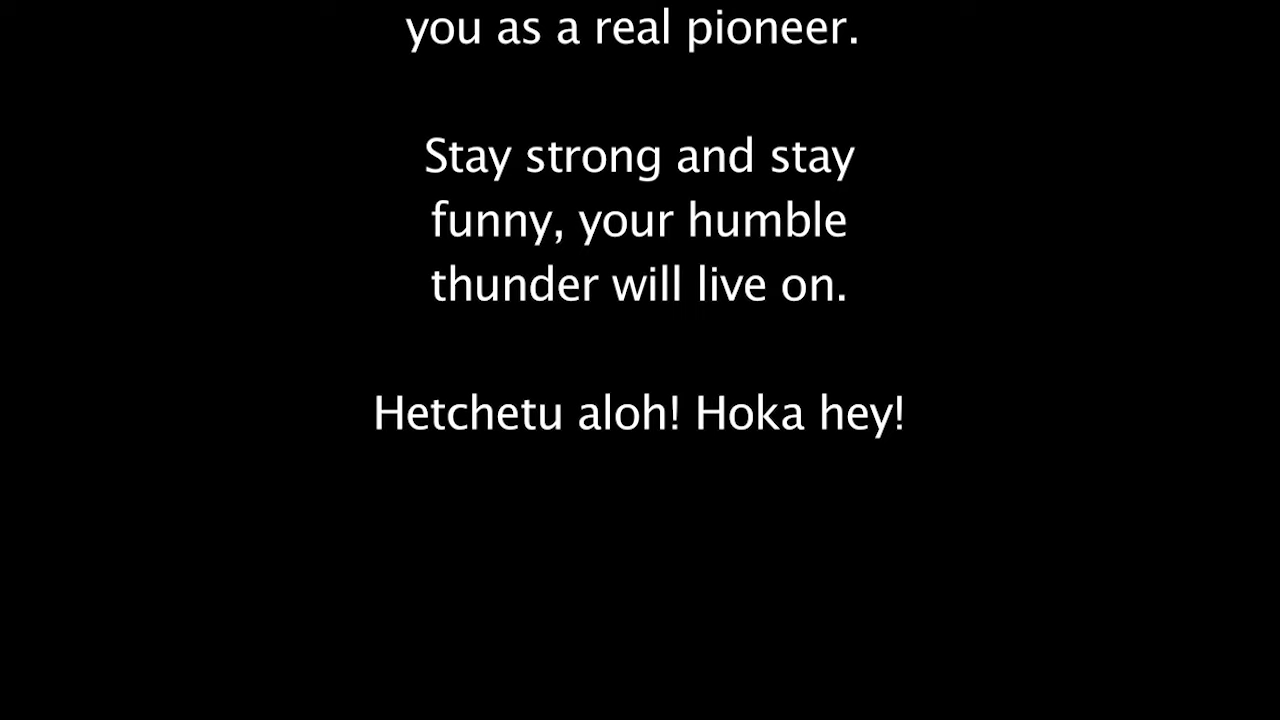 you as a real pioneer.
Stay strong and stay
funny, your humble
thunder will live on.
Hetchetu aloh! Hoka hey!